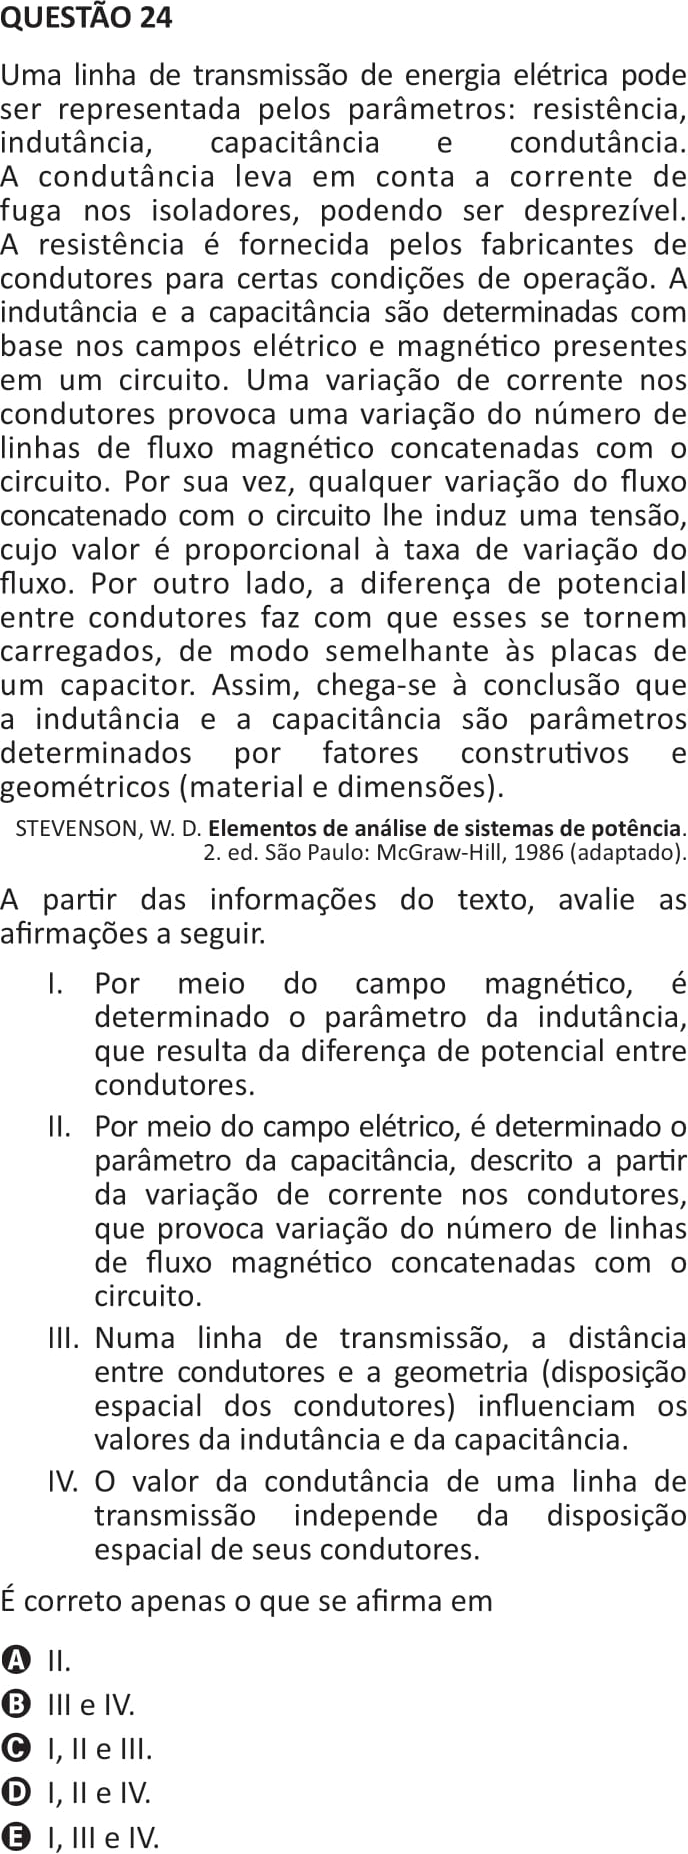 QUESTÃO 24
Uma linha de transmissão de energia elétrica pode
ser representada pelos parâmetros: resistência,
indutância, capacitância e condutância.
A condutância leva em conta a corrente de
fuga nos isoladores, podendo ser desprezível.
A resistência é fornecida pelos fabricantes de
condutores para certas condições de operação. A
indutância e a capacitância são determinadas com
base nos campos elétrico e magnético presentes
em um circuito. Uma variação de corrente nos
condutores provoca uma variação do número de
linhas de fluxo magnético concatenadas com o
circuito. Por sua vez, qualquer variação do fluxo
concatenado com o circuito lhe induz uma tensão,
cujo valor é proporcional à taxa de variação do
fluxo. Por outro lado, a diferença de potencial
entre condutores faz com que esses se tornem
carregados, de modo semelhante às placas de
um capacitor. Assim, chega-se à conclusão que
a indutância e a capacitância são parâmetros
determinados por fatores construtivos e
geométricos (material e dimensões).
STEVENSON, W. D. Elementos de análise de sistemas de potência.
2. ed. São Paulo: McGraw-Hill, 1986 (adaptado).
A partir das informações do texto, avalie as
afirmações a seguir.
I. Por meio do campo magnético, é
determinado o parâmetro da indutância,
que resulta da diferença de potencial entre
condutores.
II. Por meio do campo elétrico, é determinado o
parâmetro da capacitância, descrito a partir
da variação de corrente nos condutores,
que provoca variação do número de linhas
de fluxo magnético concatenadas com o
circuito.
III. Numa linha de transmissão, a distância
entre condutores e a geometria (disposição
espacial dos condutores) influenciam os
valores da indutância e da capacitância.
IV. O valor da condutância de uma linha de
transmissão independe da disposição
espacial de seus condutores.
É correto apenas o que se afirma em
A II.
B III e IV.
C I, II e III.
D I, II e IV.
E I, III e IV.